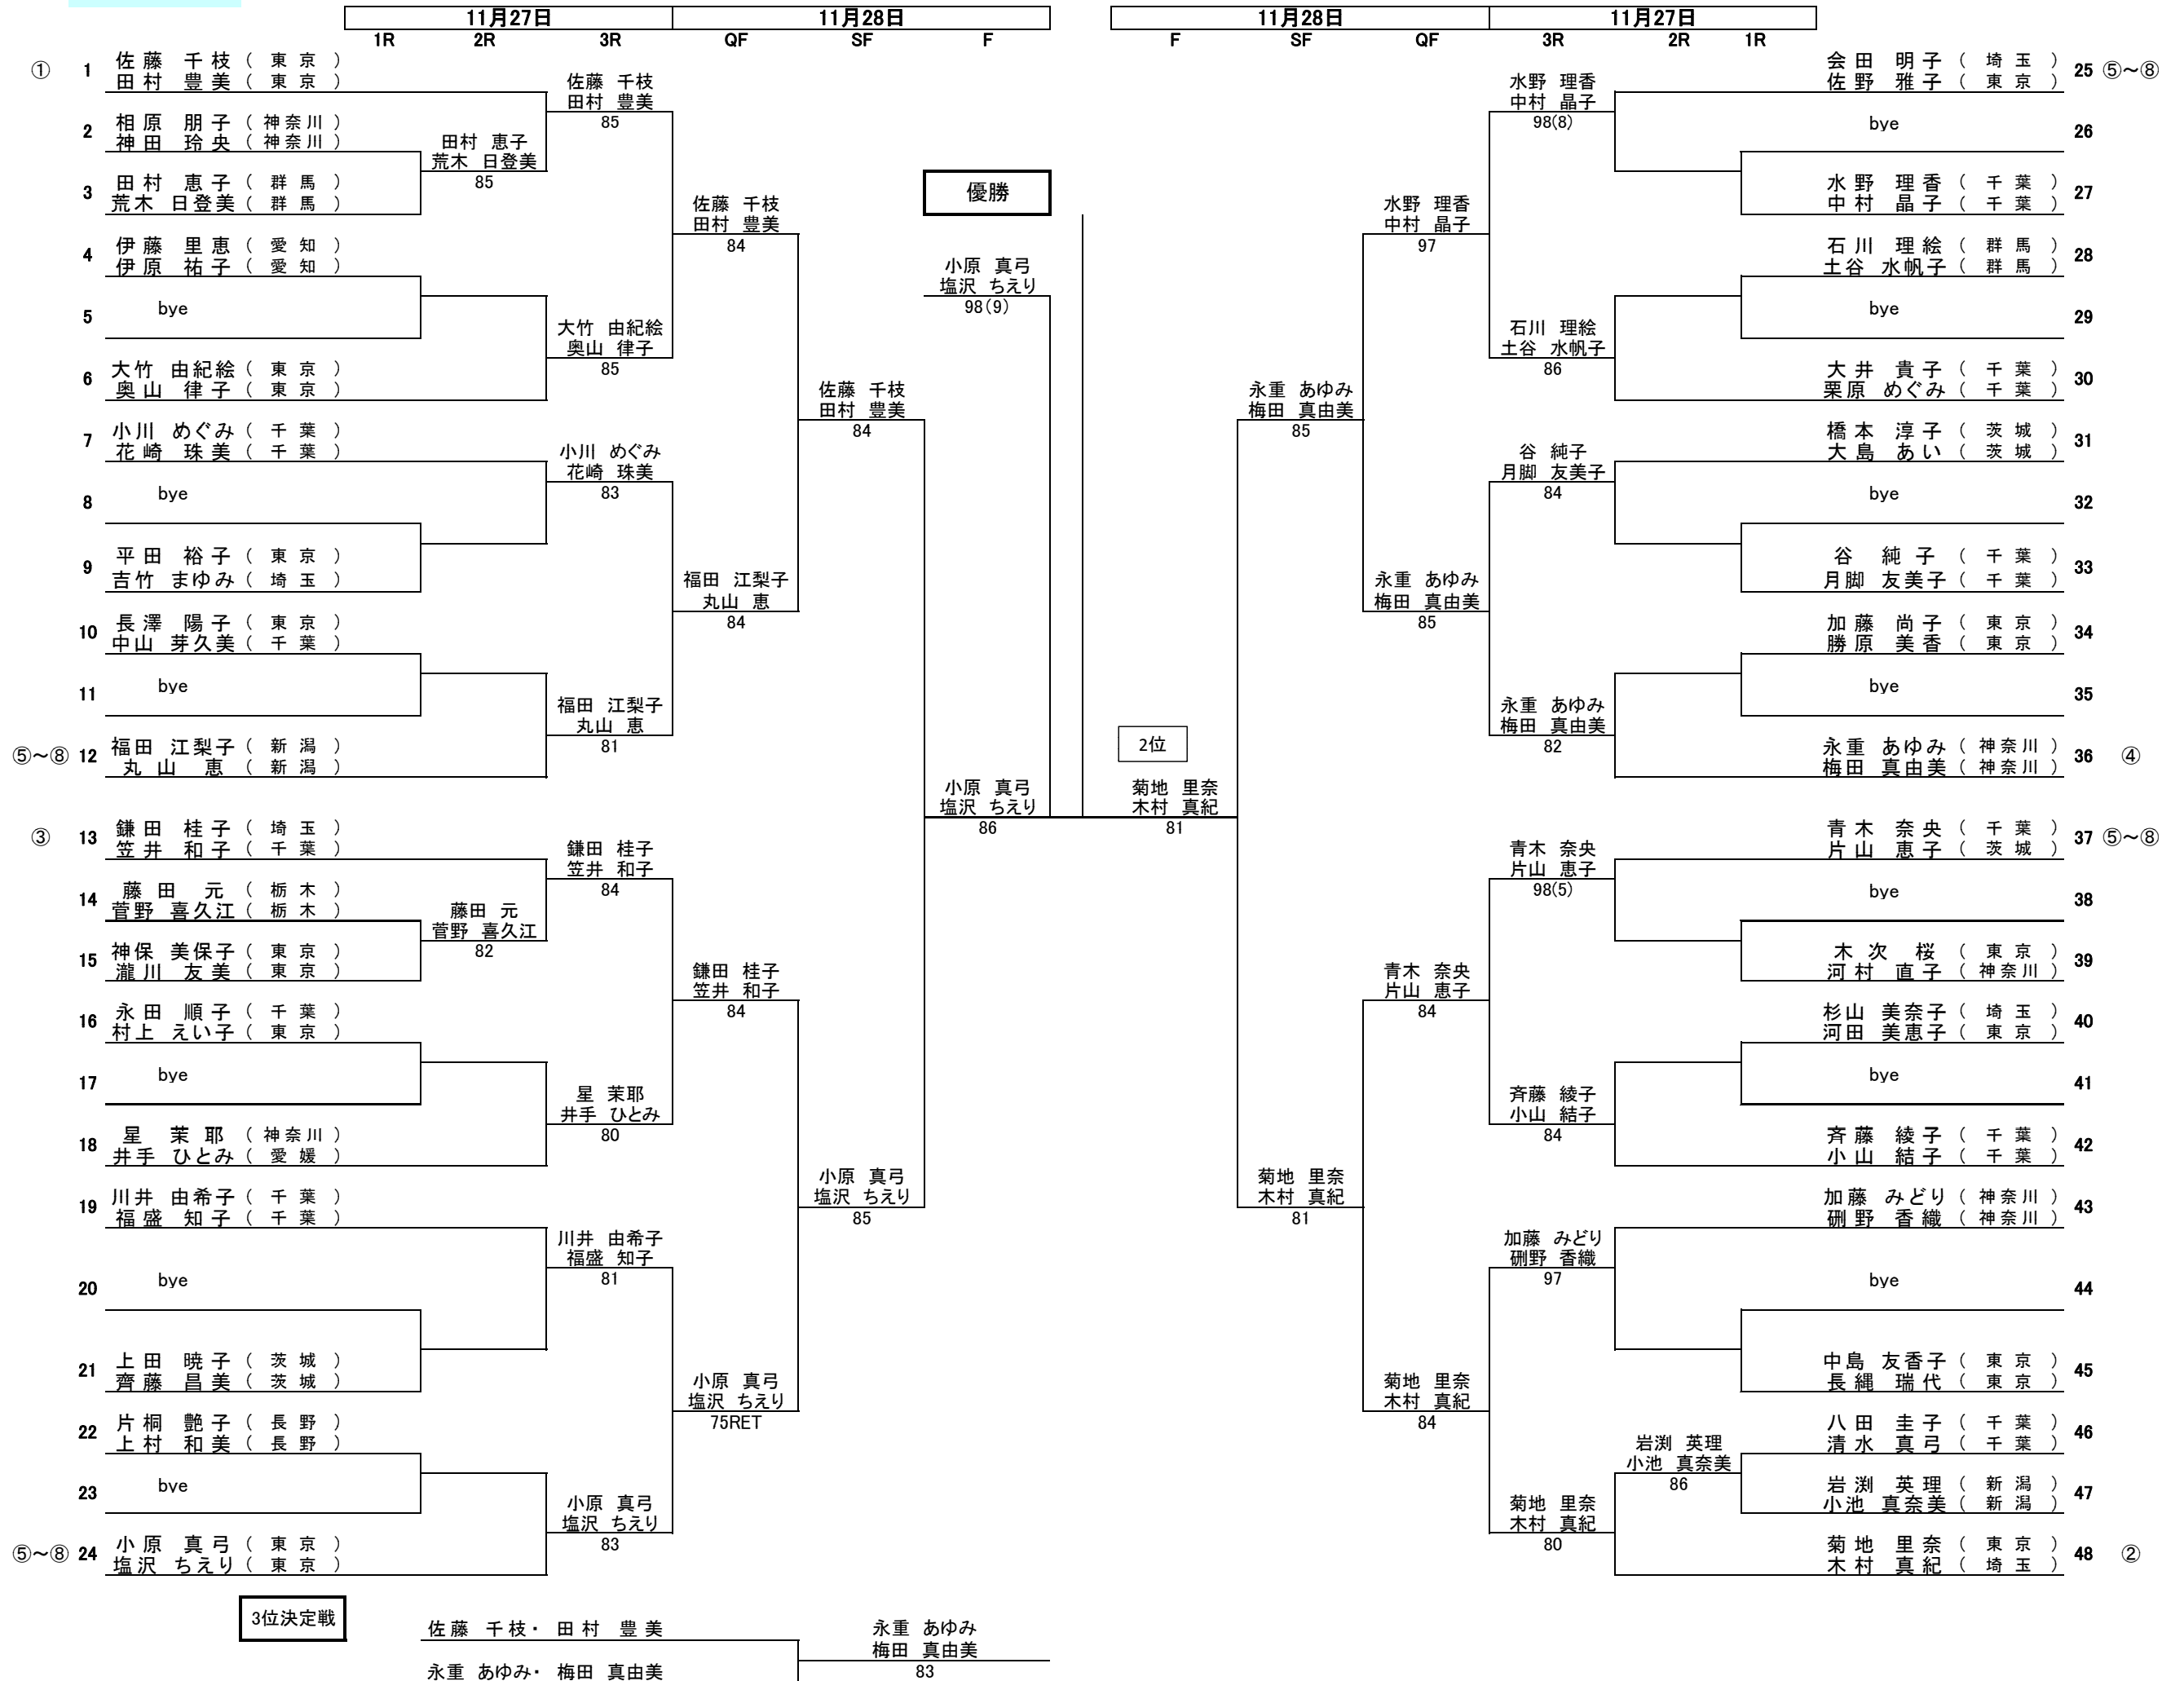 11月27日 11月28日 11月28日 11月27日
1R 2R 3R QF SF F F SF QF 3R 2R 1R
① 1 佐藤 千枝 ( 東京 )
田村 豊美 ( 東京 )
2 相原 朋子 ( 神奈川 )
神田 玲央 ( 神奈川 )
3 田村 恵子 ( 群馬 )
荒木 日登美 ( 群馬 )
4 伊藤 里恵 ( 愛知 )
伊原 祐子 ( 愛知 )
5 bye
6 大竹 由紀絵 ( 東京 )
奥山 律子 ( 東京 )
7 小川 めぐみ ( 千葉 )
花崎 珠美 ( 千葉 )
8 bye
9 平田 裕子 ( 東京 )
吉竹 まゆみ ( 埼玉 )
10 長澤 陽子 ( 東京 )
中山 芽久美 ( 千葉 )
11 bye
⑤～⑧ 12 福田 江梨子 ( 新潟 )
丸山 恵 ( 新潟 )
③ 13 鎌田 桂子 ( 埼玉 )
笠井 和子 ( 千葉 )
14 藤田 元 ( 栃木 )
菅野 喜久江 ( 栃木 )
15 神保 美保子 ( 東京 )
瀧川 友美 ( 東京 )
16 永田 順子 ( 千葉 )
村上 えい子 ( 東京 )
17 bye
18 星 茉耶 ( 神奈川 )
井手 ひとみ ( 愛媛 )
19 川井 由希子 ( 千葉 )
福盛 知子 ( 千葉 )
20 bye
21 上田 暁子 ( 茨城 )
齊藤 昌美 ( 茨城 )
22 片桐 艶子 ( 長野 )
上村 和美 ( 長野 )
23 bye
⑤～⑧ 24 小原 真弓 ( 東京 )
塩沢 ちえり ( 東京 )
田村 恵子
荒木 日登美
85
藤田 元
菅野 喜久江
82
佐藤 千枝
田村 豊美
85
大竹 由紀絵
奥山 律子
85
小川 めぐみ
花崎 珠美
83
福田 江梨子
丸山 恵
81
鎌田 桂子
笠井 和子
84
星 茉耶
井手 ひとみ
80
川井 由希子
福盛 知子
81
小原 真弓
塩沢 ちえり
83
佐藤 千枝
田村 豊美
84
福田 江梨子
丸山 恵
84
鎌田 桂子
笠井 和子
84
小原 真弓
塩沢 ちえり
75RET
佐藤 千枝
田村 豊美
84
小原 真弓
塩沢 ちえり
85
優勝
小原 真弓
塩沢 ちえり
98(9)
小原 真弓
塩沢 ちえり
86
2位
菊地 里奈
木村 真紀
81
永重 あゆみ
梅田 真由美
85
菊地 里奈
木村 真紀
81
水野 理香
中村 晶子
97
永重 あゆみ
梅田 真由美
85
青木 奈央
片山 恵子
84
菊地 里奈
木村 真紀
84
水野 理香
中村 晶子
98(8)
石川 理絵
土谷 水帆子
86
谷 純子
月脚 友美子
84
永重 あゆみ
梅田 真由美
82
青木 奈央
片山 恵子
98(5)
斉藤 綾子
小山 結子
84
加藤 みどり
硎野 香織
97
菊地 里奈
木村 真紀
80
岩渕 英理
小池 真奈美
86
会田 明子 ( 埼玉 ) 25 ⑤～⑧
佐野 雅子 ( 東京 )
bye 26
水野 理香 ( 千葉 ) 27
中村 晶子 ( 千葉 )
石川 理絵 ( 群馬 ) 28
土谷 水帆子 ( 群馬 )
bye 29
大井 貴子 ( 千葉 ) 30
栗原 めぐみ ( 千葉 )
橋本 淳子 ( 茨城 ) 31
大島 あい ( 茨城 )
bye 32
谷 純子 ( 千葉 ) 33
月脚 友美子 ( 千葉 )
加藤 尚子 ( 東京 ) 34
勝原 美香 ( 東京 )
bye 35
永重 あゆみ ( 神奈川 ) 36 ④
梅田 真由美 ( 神奈川 )
青木 奈央 ( 千葉 ) 37 ⑤～⑧
片山 恵子 ( 茨城 )
bye 38
木次 桜 ( 東京 ) 39
河村 直子 ( 神奈川 )
杉山 美奈子 ( 埼玉 ) 40
河田 美恵子 ( 東京 )
bye 41
斉藤 綾子 ( 千葉 ) 42
小山 結子 ( 千葉 )
加藤 みどり ( 神奈川 ) 43
硎野 香織 ( 神奈川 )
bye 44
中島 友香子 ( 東京 ) 45
長縄 瑞代 ( 東京 )
八田 圭子 ( 千葉 ) 46
清水 真弓 ( 千葉 )
岩渕 英理 ( 新潟 ) 47
小池 真奈美 ( 新潟 )
菊地 里奈 ( 東京 ) 48 ②
木村 真紀 ( 埼玉 )
3位決定戦
佐藤 千枝・ 田村 豊美
永重 あゆみ・ 梅田 真由美
永重 あゆみ
梅田 真由美
83